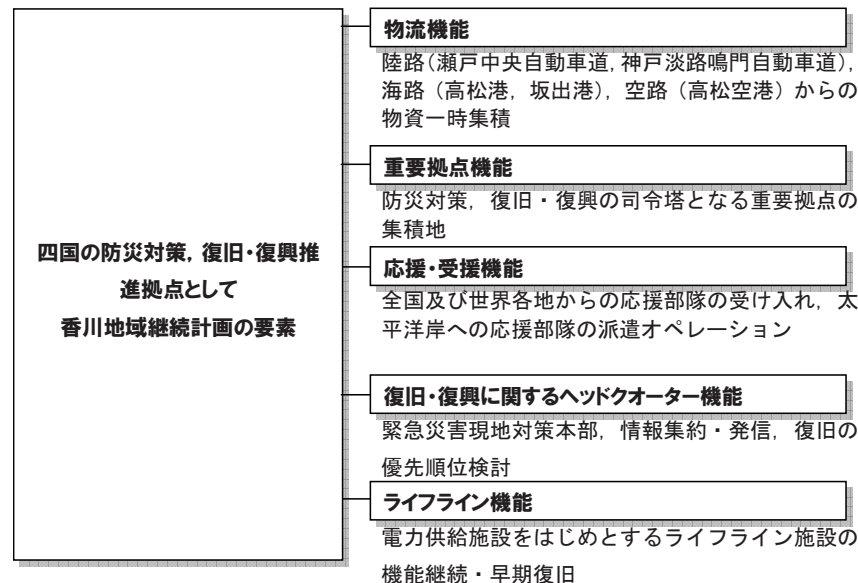 四国の防災対策，復旧・復興推
進拠点として
香川地域継続計画の要素
物流機能
陸路（瀬戸中央自動車道，神戸淡路鳴門自動車道），
海路（高松港，坂出港），空路（高松空港）からの
物資一時集積
重要拠点機能
防災対策，復旧・復興の司令塔となる重要拠点の
集積地
応援・受援機能
全国及び世界各地からの応援部隊の受け入れ，太
平洋岸への応援部隊の派遣オペレーション
復旧・復興に関するヘッドクオーター機能
緊急災害現地対策本部，情報集約・発信，復旧の
優先順位検討
ライフライン機能
電力供給施設をはじめとするライフライン施設の
機能継続・早期復旧